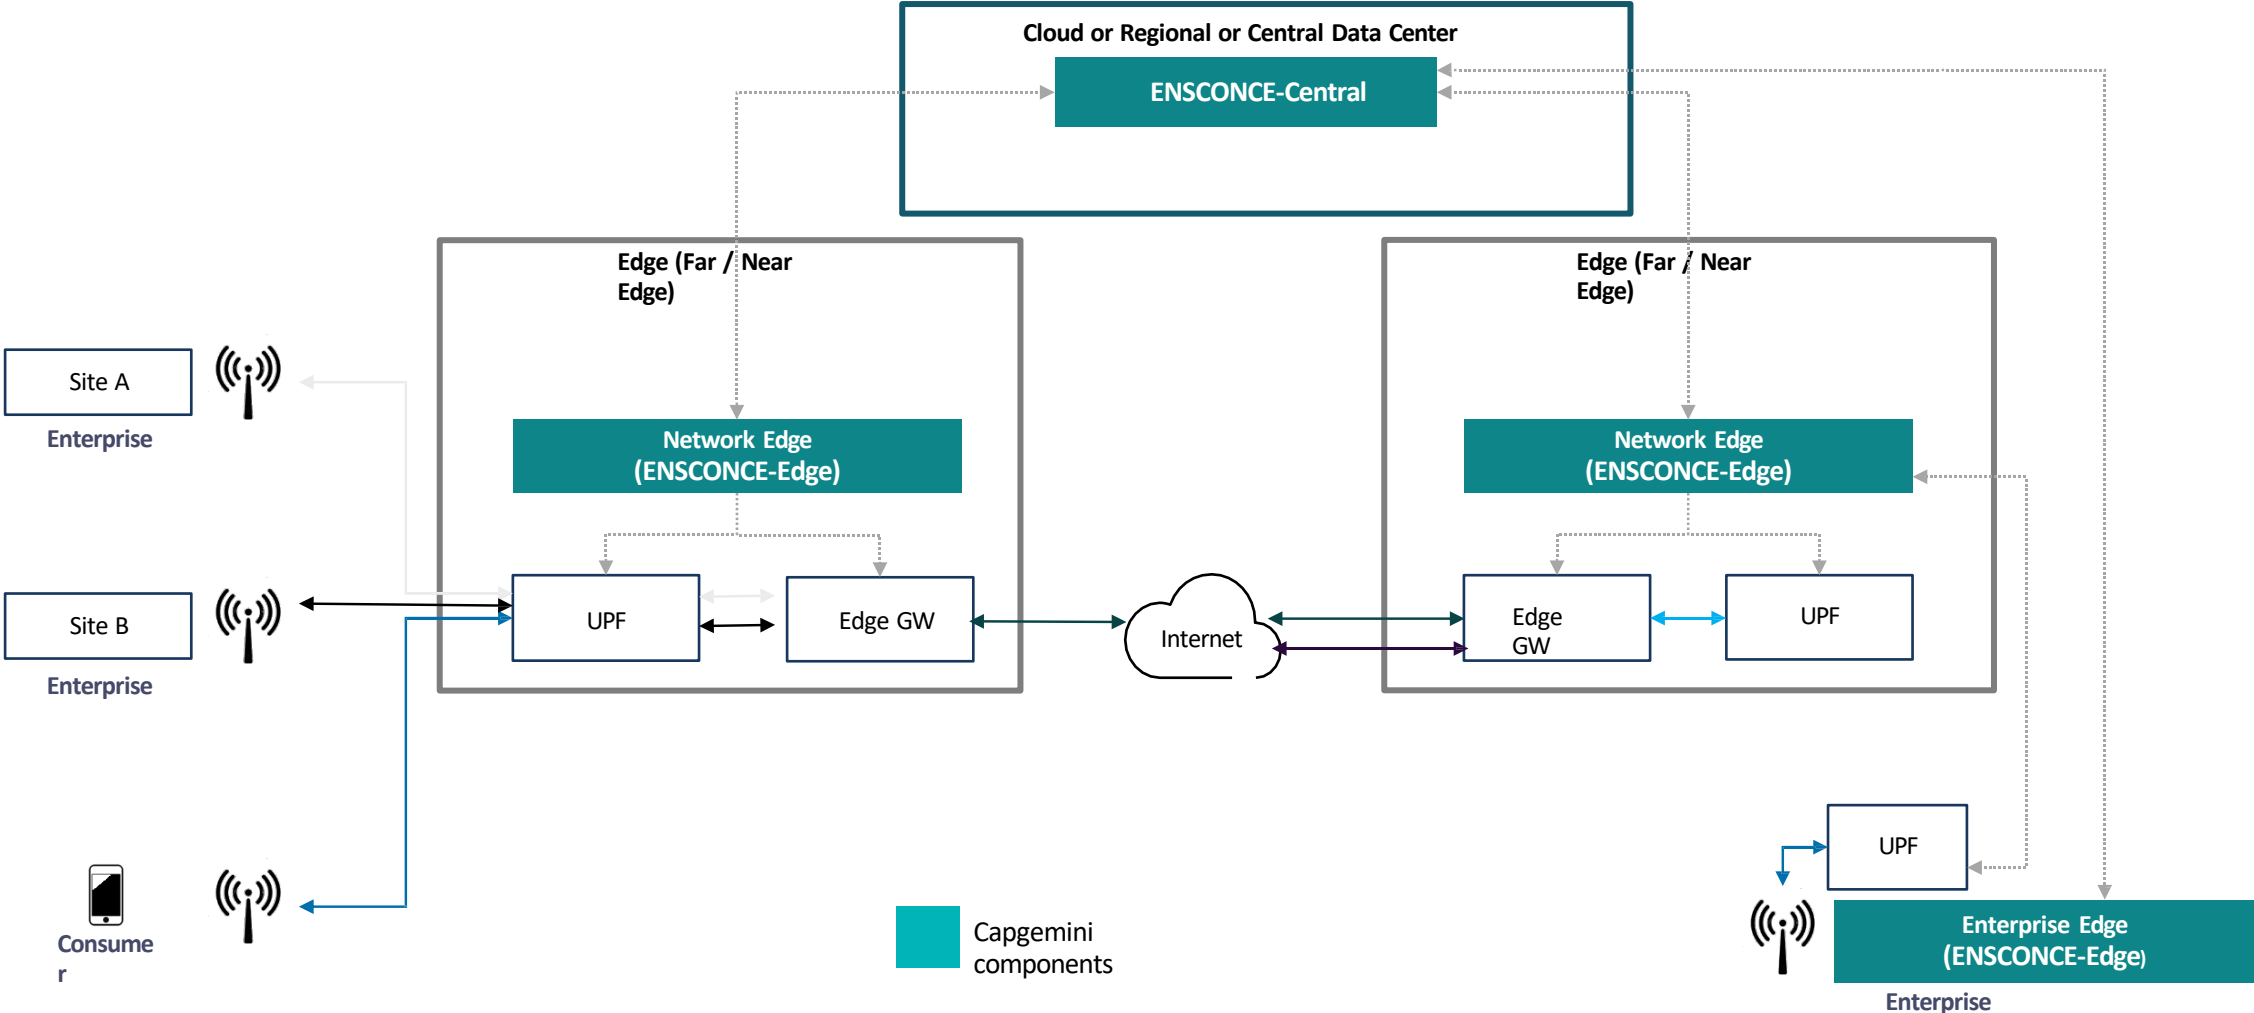 Cloud or Regional or Central Data Center
ENSCONCE-Central
Edge (Far / Near
Edge)
Edge (Far / Near
Edge)
Site A
Enterprise
Network Edge
(ENSCONCE-Edge)
Network Edge
(ENSCONCE-Edge)
Site B
Enterprise
UPF
Edge GW
Internet
Edge
GW
UPF
UPF
Consume
r
Capgemini
components
Enterprise Edge
(ENSCONCE-Edge)
Enterprise